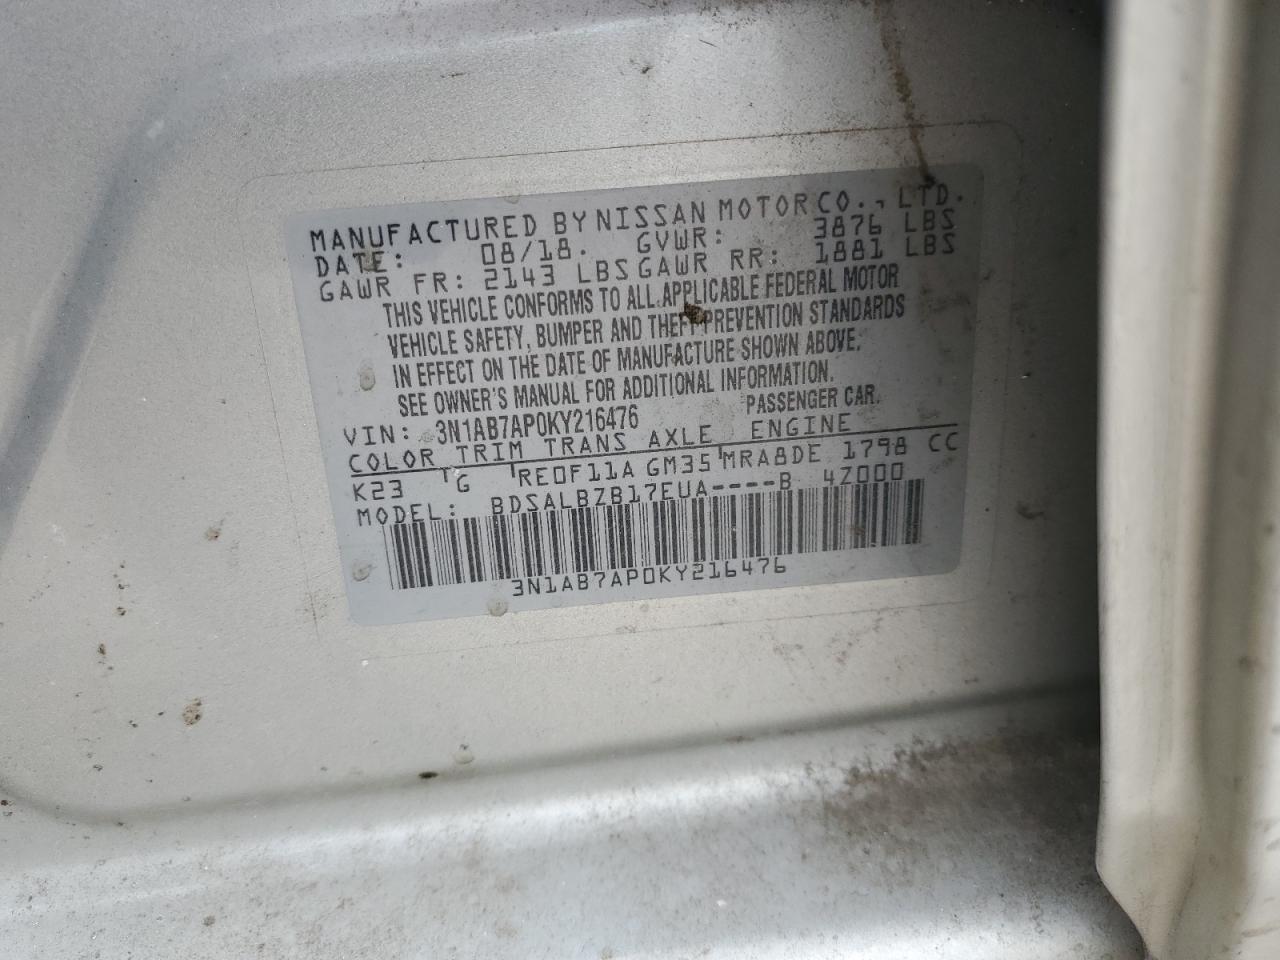 MANUFACTURED BY NISSAN MOTOR CO., LTD.
DATE: 08/18. GVWR: 3876 LBS
GAWR FR: 2143 LBS GAWR RR: 1881 LBS
THIS VEHICLE CONFORMS TO ALL APPLICABLE FEDERAL MOTOR
VEHICLE SAFETY, BUMPER AND THEFT PREVENTION STANDARDS
IN EFFECT ON THE DATE OF MANUFACTURE SHOWN ABOVE.
SEE OWNER'S MANUAL FOR ADDITIONAL INFORMATION.
VIN: 3N1AB7AP0KY216476 PASSENGER CAR.
COLOR TRIM TRANS AXLE ENGINE
K23 G RE0F11A GM35 MRA8DE 1798 CC
MODEL: BDSALBZB17EUA----B 4Z000
3N1AB7AP0KY216476